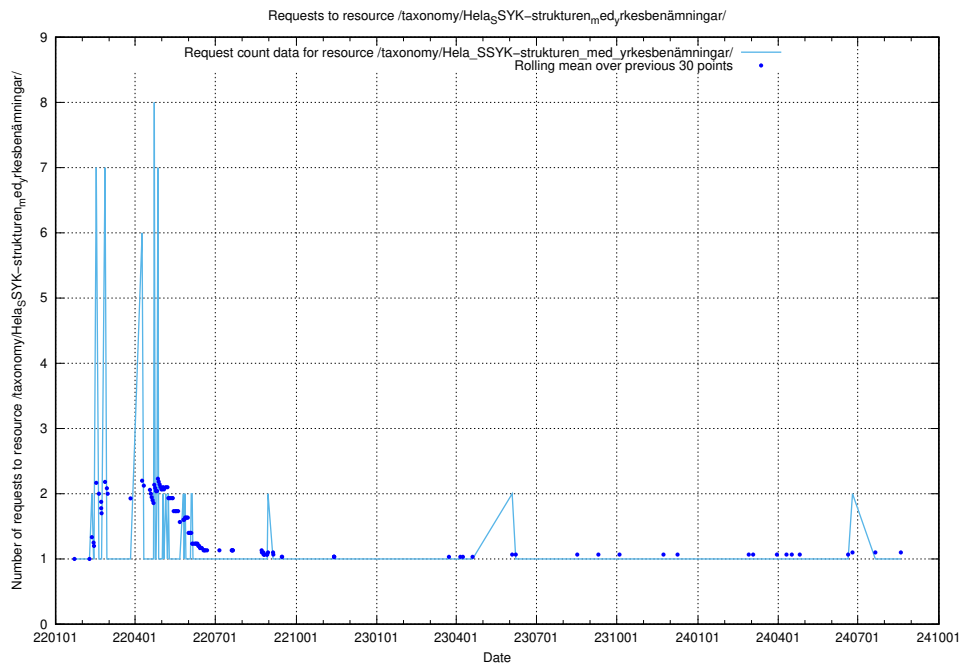 Requests to resource /taxonomy/Hela_SSYK−strukturen_med_yrkesbenämningar/
Number of requests to resource /taxonomy/Hela_SSYK−strukturen_med_yrkesbenämningar/
Request count data for resource /taxonomy/Hela_SSYK-strukturen_med_yrkesbenämningar/
Rolling mean over previous 30 points
9
8
7
6
5
4
3
2
1
0
220101 220401 220701 221001 230101 230401 230701 231001 240101 240401 240701 241001
Date